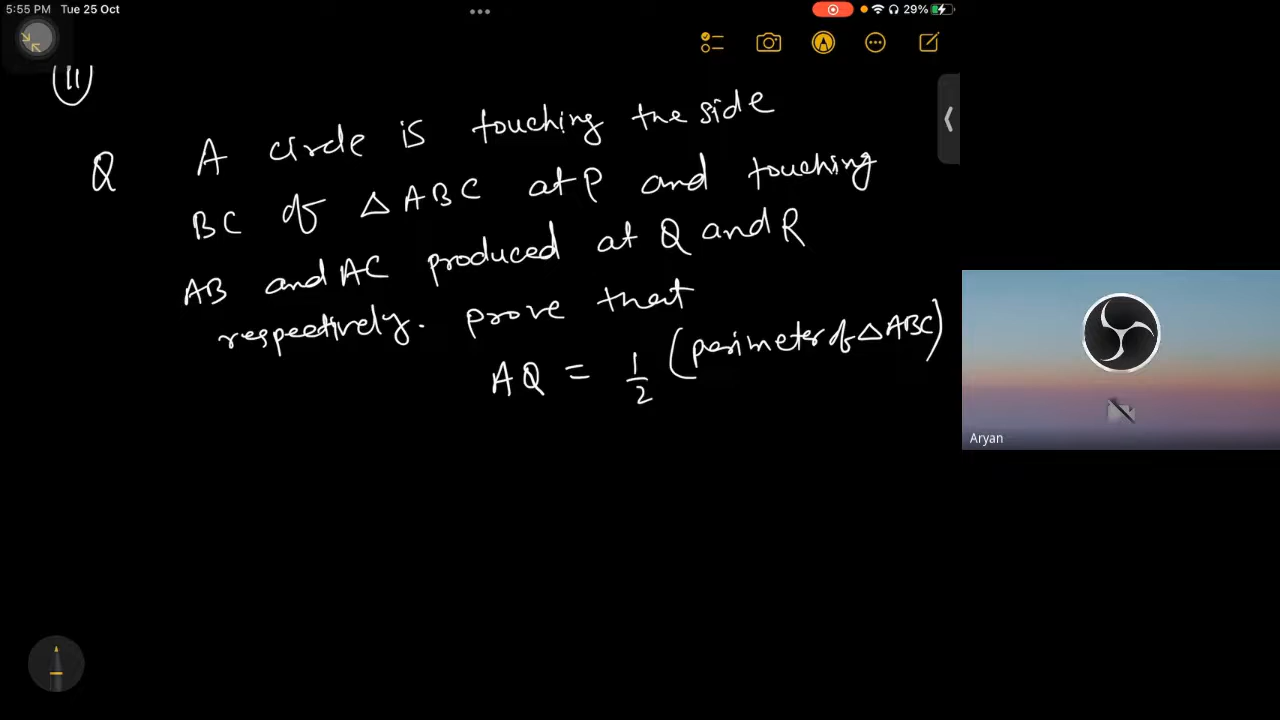 5:55 PM Tue 25 Oct
29%
11
Q A circle is touching the side
BC of △ABC at P and touching
AB and AC produced at Q and R
respectively. prove that
AQ = 1/2 (perimeter of △ABC)
Aryan